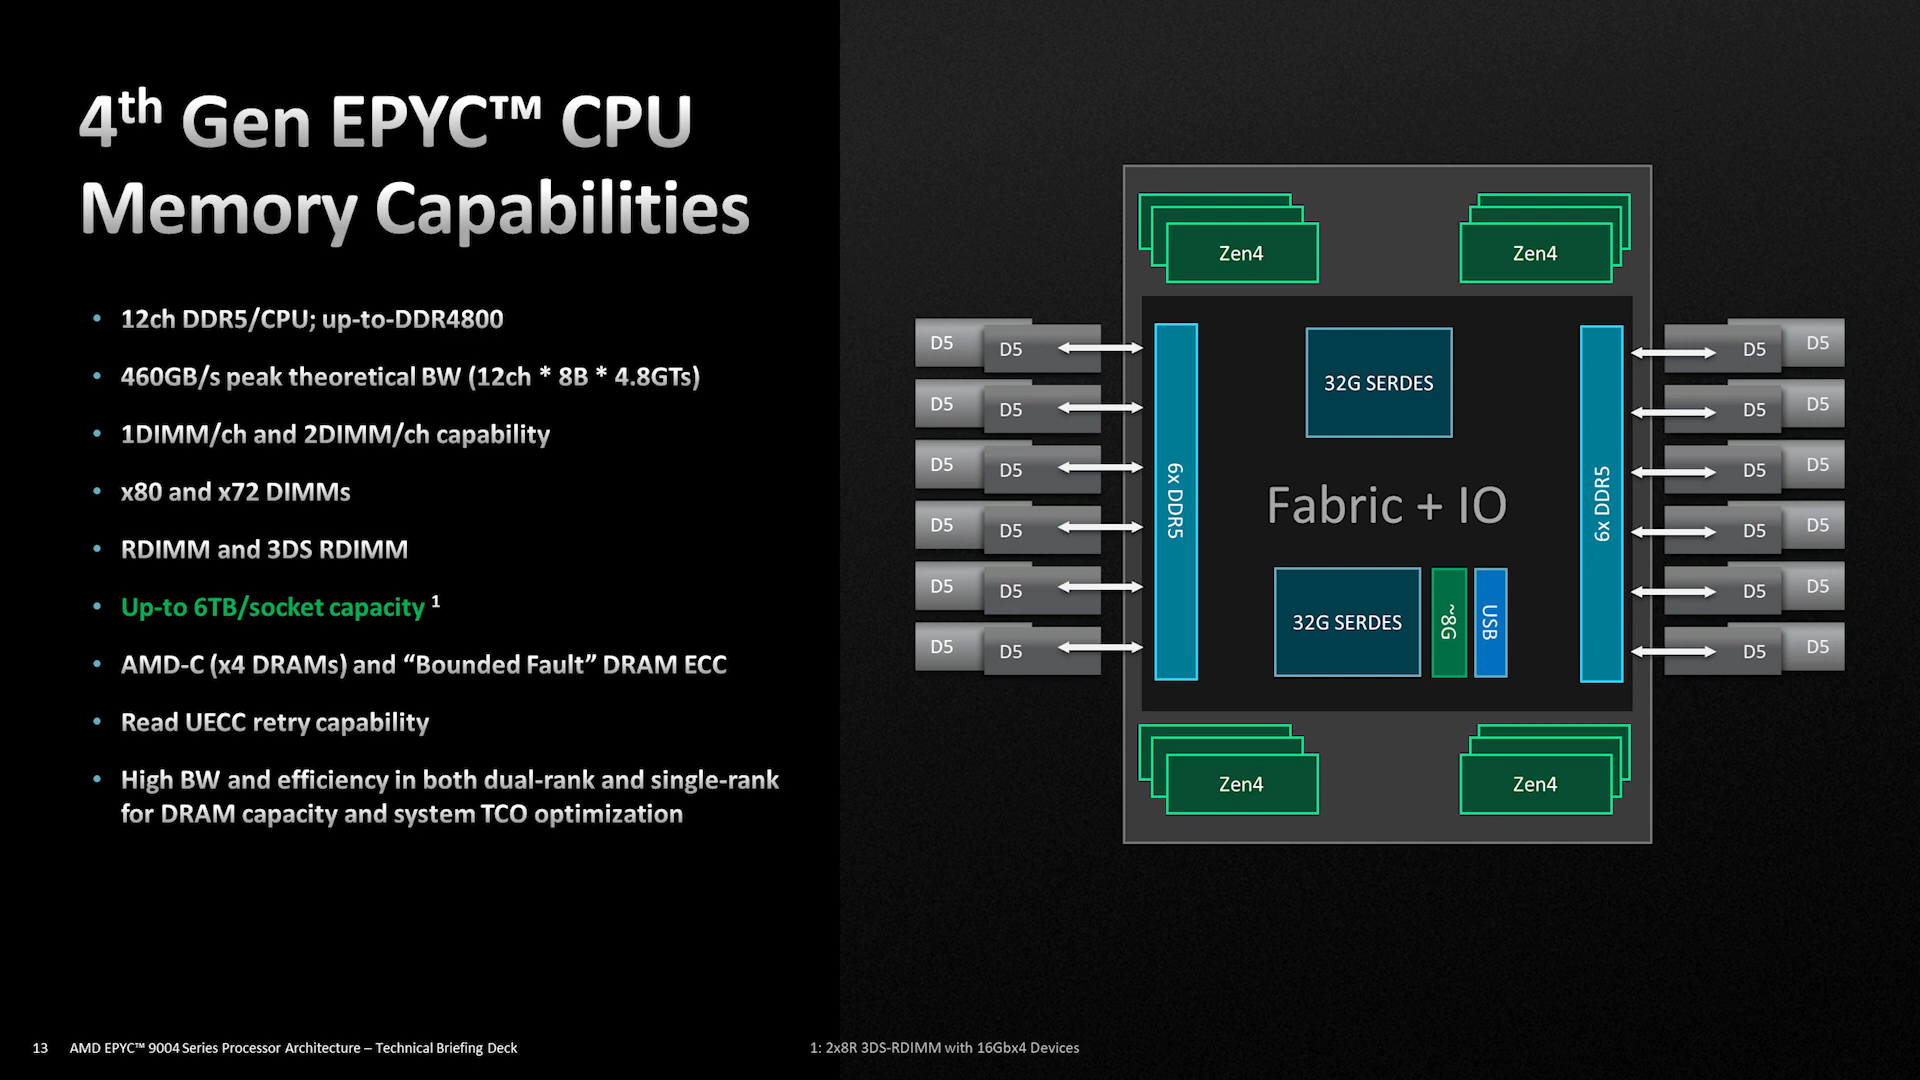 4th Gen EPYC™ CPU
Memory Capabilities
• 12ch DDR5/CPU; up-to-DDR4800
• 460GB/s peak theoretical BW (12ch * 8B * 4.8GTs)
• 1DIMM/ch and 2DIMM/ch capability
• x80 and x72 DIMMs
• RDIMM and 3DS RDIMM
• Up-to 6TB/socket capacity 1
• AMD-C (x4 DRAMs) and “Bounded Fault” DRAM ECC
• Read UECC retry capability
• High BW and efficiency in both dual-rank and single-rank
for DRAM capacity and system TCO optimization
Zen4
Zen4
D5 D5
D5 D5
D5 D5
D5 D5
D5 D5
D5 D5
6x DDR5
32G SERDES
Fabric + IO
32G SERDES
~8G
USB
6x DDR5
D5 D5
D5 D5
D5 D5
D5 D5
D5 D5
D5 D5
Zen4
Zen4
13 AMD EPYC™ 9004 Series Processor Architecture – Technical Briefing Deck
1: 2x8R 3DS-RDIMM with 16Gbx4 Devices